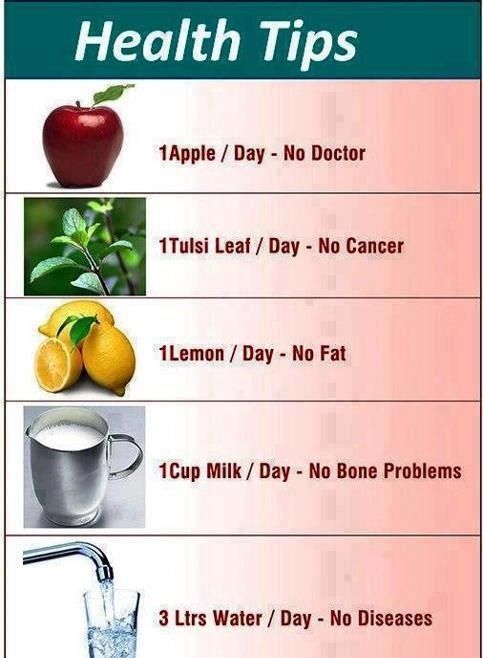 Health Tips
1Apple / Day - No Doctor
1Tulsi Leaf / Day - No Cancer
1Lemon / Day - No Fat
1Cup Milk / Day - No Bone Problems
3 Ltrs Water / Day - No Diseases